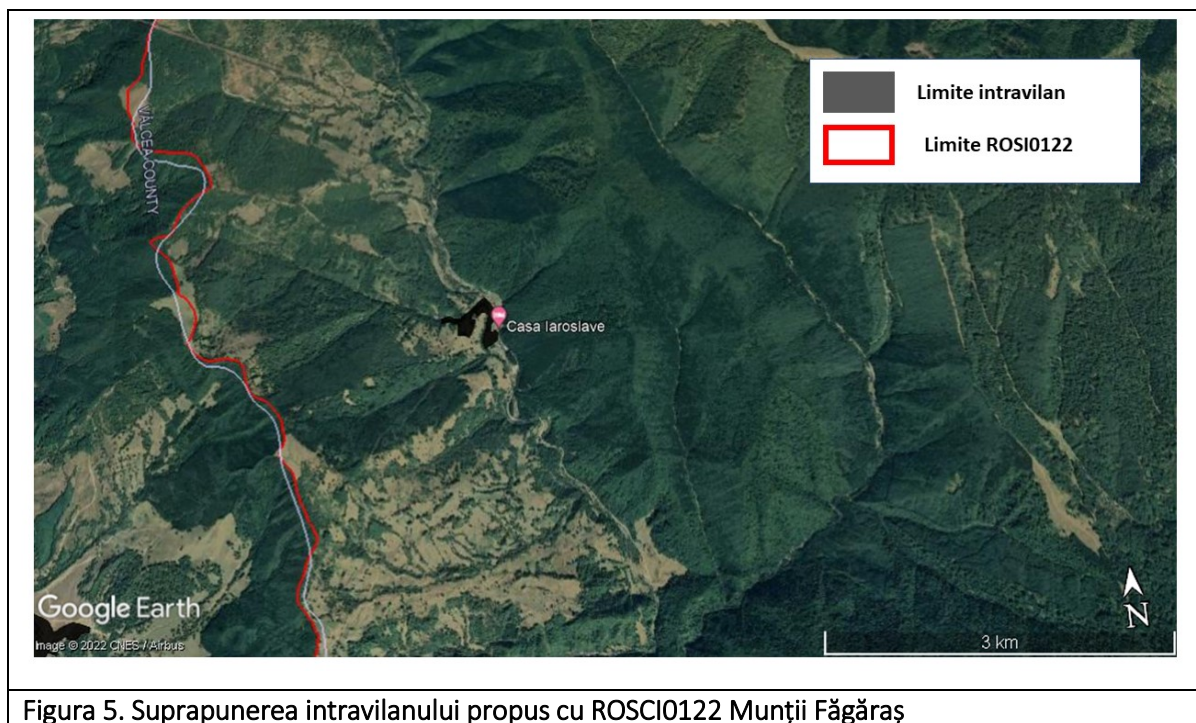 Limite intravilan
Limite ROSI0122
VÂLCEA COUNTY
Casa Iaroslave
Google Earth
Image © 2022 CNES / Airbus
N
3 km
Figura 5. Suprapunerea intravilanului propus cu ROSCI0122 Munții Făgăraș